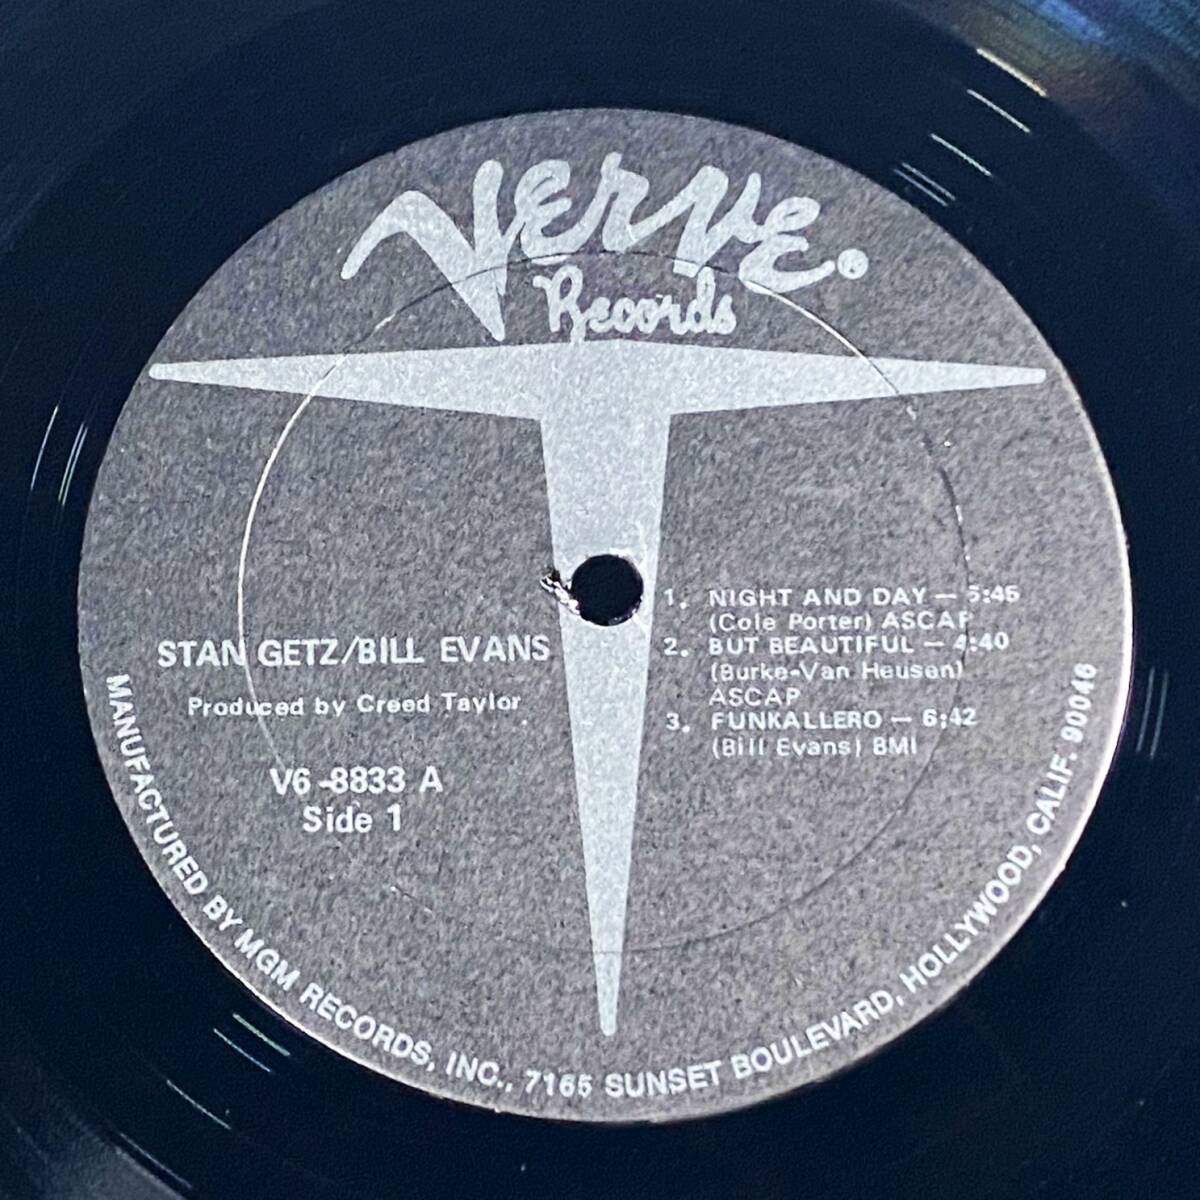 Verve
Records
STAN GETZ/BILL EVANS
Produced by Creed Taylor
V6-8833 A
Side 1
1. NIGHT AND DAY — :45
(Cole Porter) ASCAP
2. BUT BEAUTIFUL — 4:40
(Burke-Van Heusen)
ASCAP
3. FUNKALLERO — 6:42
(Bill Evans) BMI
MANUFACTURED BY MGM RECORDS, INC., 7165 SUNSET BOULEVARD, HOLLYWOOD, CALIF. 90046